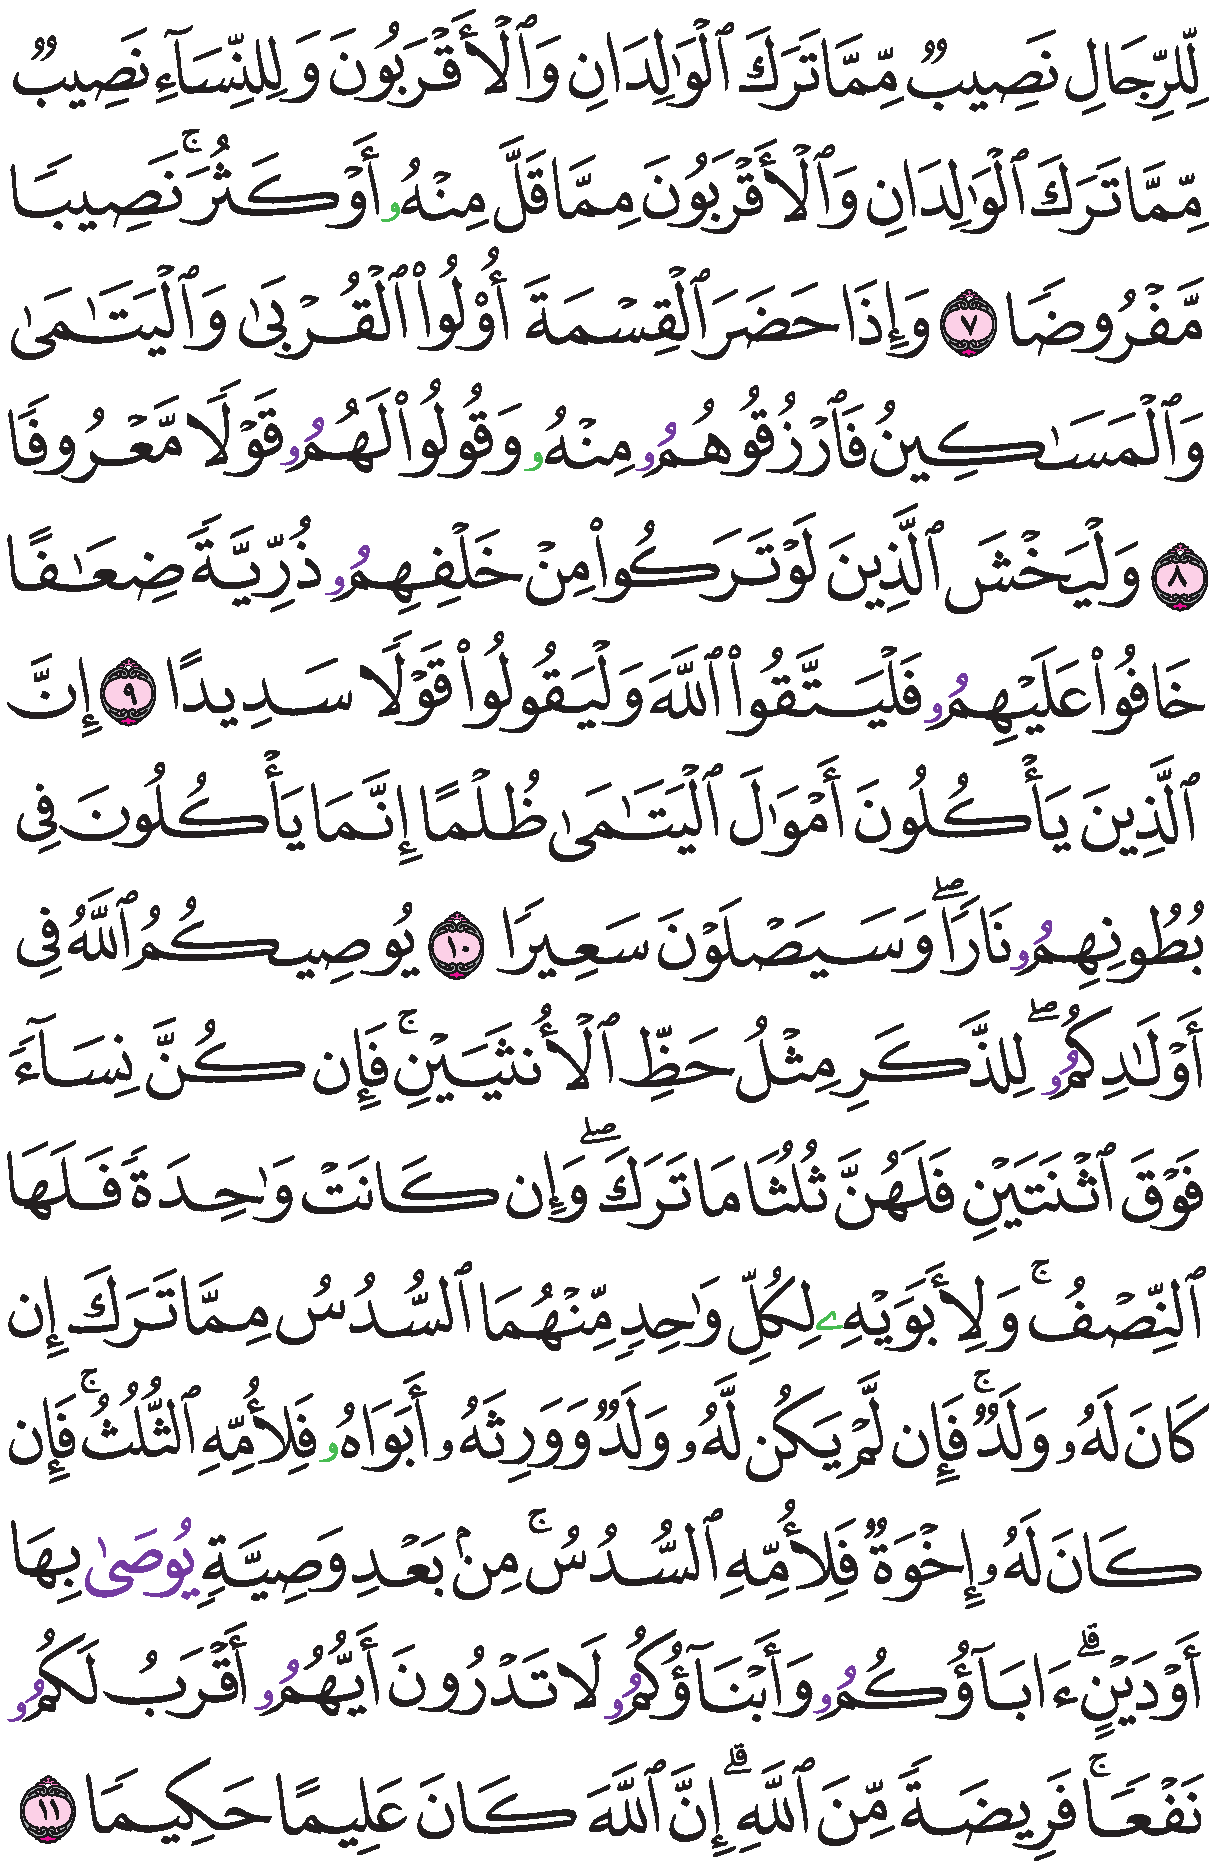 لِّلرِّجَالِ نَصِيبٌ مِّمَّا تَرَكَ ٱلْوَٰلِدَانِ وَٱلْأَقْرَبُونَ وَلِلنِّسَآءِ نَصِيبٌ
مِّمَّا تَرَكَ ٱلْوَٰلِدَانِ وَٱلْأَقْرَبُونَ مِمَّا قَلَّ مِنْهُۥ أَوْ كَثُرَ ۚ نَصِيبًا
مَّفْرُوضًا ٧ وَإِذَا حَضَرَ ٱلْقِسْمَةَ أُو۟لُوا۟ ٱلْقُرْبَىٰ وَٱلْيَتَـٰمَىٰ
وَٱلْمَسَـٰكِينُ فَٱرْزُقُوهُمُۥ مِنْهُۥ وَقُولُوا۟ لَهُمُۥ قَوْلًا مَّعْرُوفًا
٨ وَلْيَخْشَ ٱلَّذِينَ لَوْ تَرَكُوا۟ مِنْ خَلْفِهِمُۥ ذُرِّيَّةً ضِعَـٰفًا
خَافُوا۟ عَلَيْهِمُۥ فَلْيَتَّقُوا۟ ٱللَّهَ وَلْيَقُولُوا۟ قَوْلًا سَدِيدًا ٩ إِنَّ
ٱلَّذِينَ يَأْكُلُونَ أَمْوَٰلَ ٱلْيَتَـٰمَىٰ ظُلْمًا إِنَّمَا يَأْكُلُونَ فِى
بُطُونِهِمُۥ نَارًا ۖ وَسَيَصْلَوْنَ سَعِيرًا ١٠ يُوصِيكُمُ ٱللَّهُ فِى
أَوْلَـٰدِكُمُۥ ۖ لِلذَّكَرِ مِثْلُ حَظِّ ٱلْأُنثَيَيْنِ ۚ فَإِن كُنَّ نِسَآءً
فَوْقَ ٱثْنَتَيْنِ فَلَهُنَّ ثُلُثَا مَا تَرَكَ ۖ وَإِن كَانَتْ وَٰحِدَةً فَلَهَا
ٱلنِّصْفُ ۚ وَلِأَبَوَيْهِۦ لِكُلِّ وَٰحِدٍ مِّنْهُمَا ٱلسُّدُسُ مِمَّا تَرَكَ إِن
كَانَ لَهُۥ وَلَدٌ ۚ فَإِن لَّمْ يَكُن لَّهُۥ وَلَدٌ وَوَرِثَهُۥ أَبَوَاهُۥ فَلِأُمِّهِ ٱلثُّلُثُ ۚ فَإِن
كَانَ لَهُۥ إِخْوَةٌ فَلِأُمِّهِ ٱلسُّدُسُ ۚ مِنۢ بَعْدِ وَصِيَّةٍ يُوصَىٰ بِهَا
أَوْ دَيْنٍ ۗ ءَابَآؤُكُمُۥ وَأَبْنَآؤُكُمُۥ لَا تَدْرُونَ أَيُّهُمُۥ أَقْرَبُ لَكُمُۥ
نَفْعًا ۚ فَرِيضَةً مِّنَ ٱللَّهِ ۗ إِنَّ ٱللَّهَ كَانَ عَلِيمًا حَكِيمًا ١١